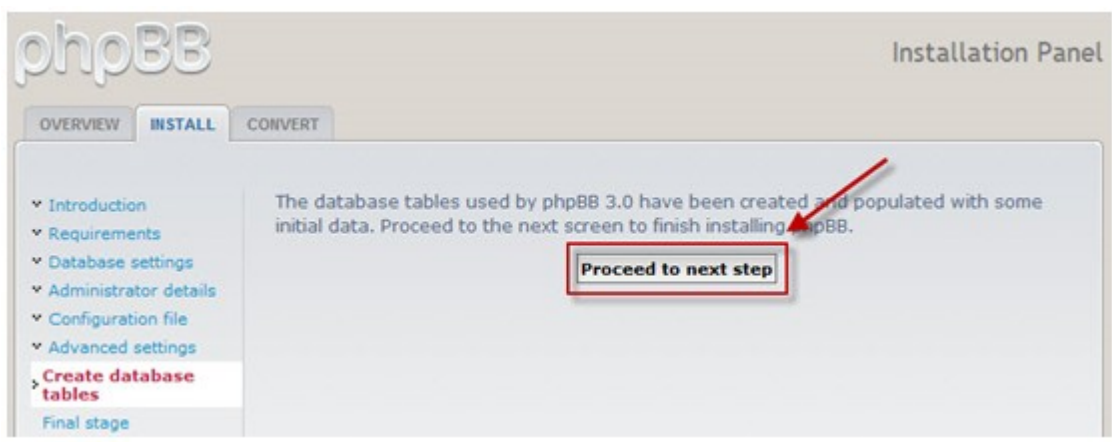 phpBB
Installation Panel
OVERVIEW INSTALL CONVERT
Introduction
Requirements
Database settings
Administrator details
Configuration file
Advanced settings
Create database
tables
Final stage
The database tables used by phpBB 3.0 have been created and populated with some
initial data. Proceed to the next screen to finish installing phpBB.
Proceed to next step